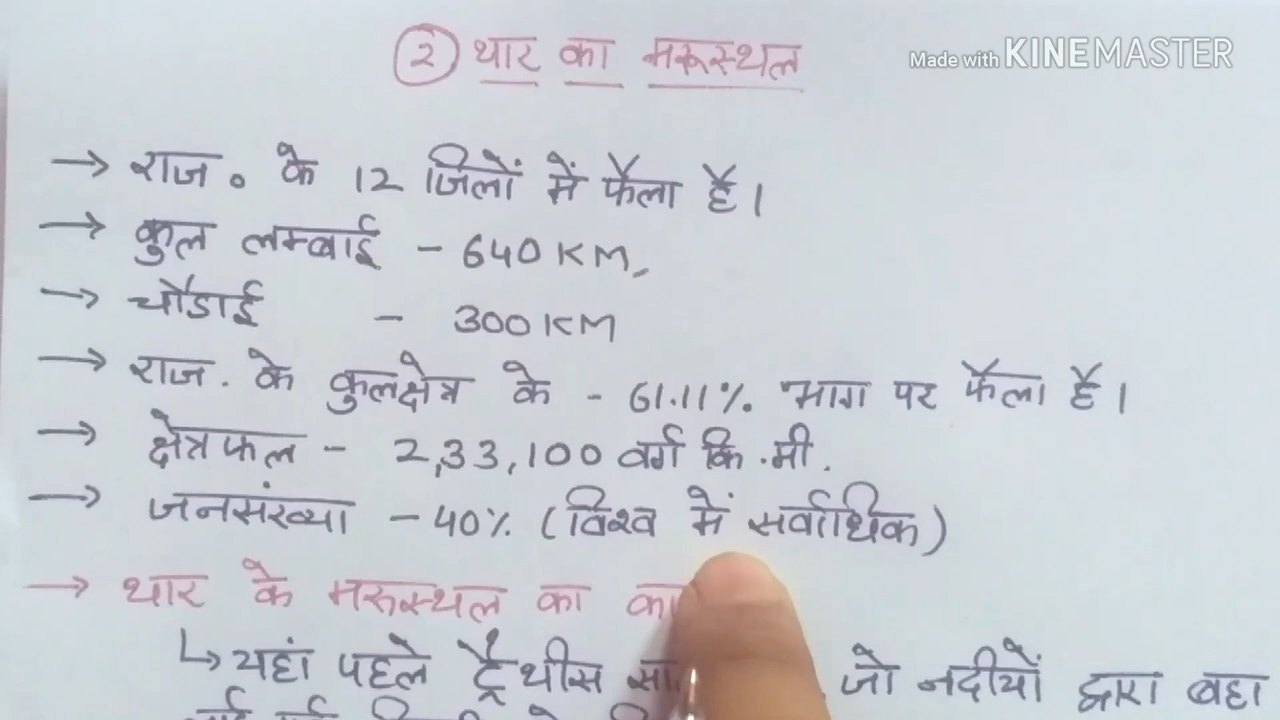 ② थार का मरूस्थल
Made with KINEMASTER
→ राज. के 12 जिलों में फैला है।
→ कुल लम्बाई - 640 KM,
→ चौडाई - 300 KM
→ राज. के कुलक्षेत्र के - 61.11% भाग पर फैला है।
→ क्षेत्रफल - 2,33,100 वर्ग कि.मी.
→ जनसंख्या - 40% (विश्व में सर्वाधिक)
→ थार के मरूस्थल का
↳ यहां पहले ट्रैथीस जो नदीयों द्वारा बहा